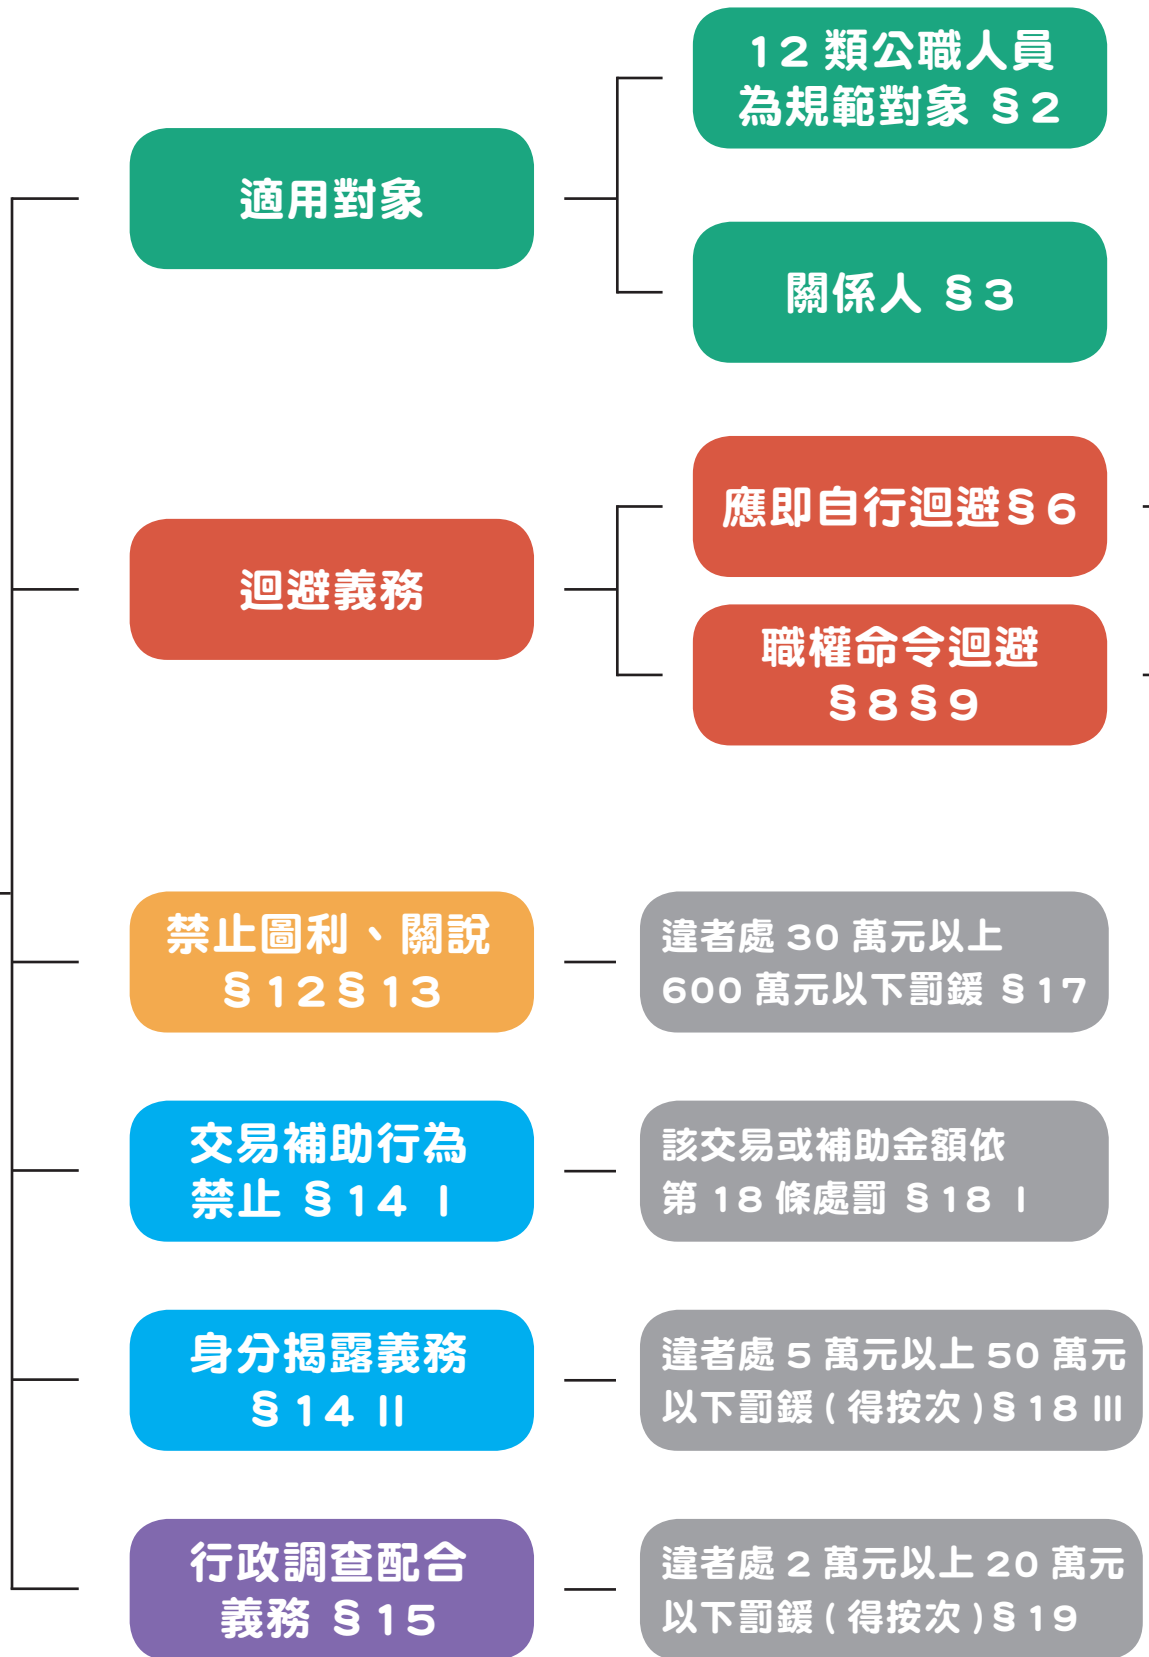 適用對象
12 類公職人員
為規範對象 §2
關係人 §3
迴避義務
應即自行迴避§6
職權命令迴避
§8§9
禁止圖利、關說
§12§13
違者處 30 萬元以上
600 萬元以下罰鍰 §17
交易補助行為
禁止 §14 I
該交易或補助金額依
第 18 條處罰 §18 I
身分揭露義務
§14 II
違者處 5 萬元以上 50 萬元
以下罰鍰 ( 得按次 )§18 III
行政調查配合
義務 §15
違者處 2 萬元以上 20 萬元
以下罰鍰 ( 得按次 )§19